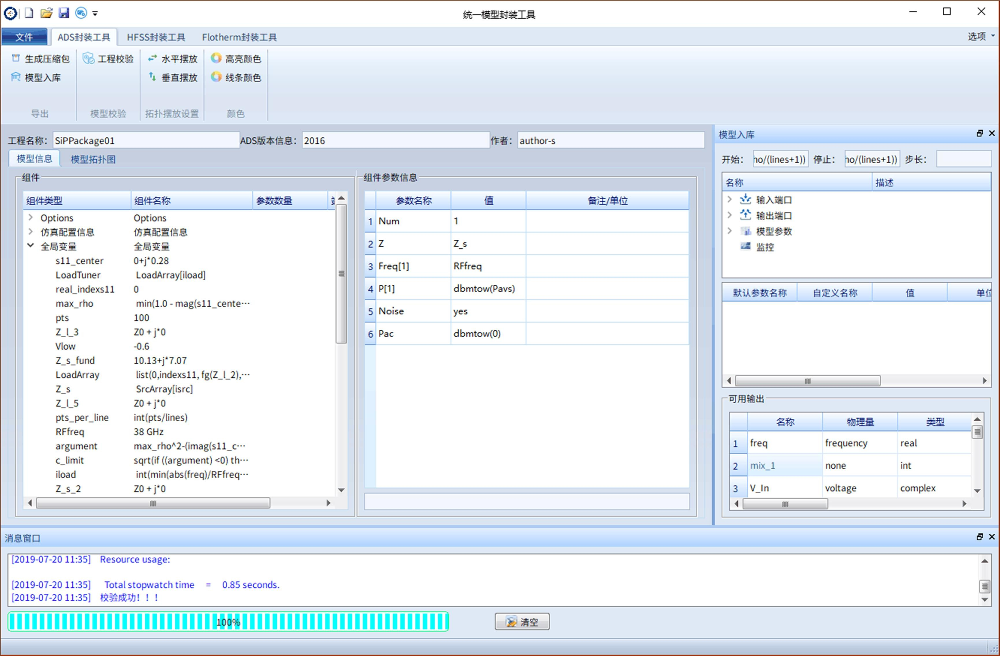 统一模型封装工具
文件 ADS封装工具 HFSS封装工具 Flotherm封装工具 选项
生成压缩包 工程校验 水平摆放 高亮颜色
模型入库 垂直摆放 线条颜色
导出 模型校验 拓扑摆放设置 颜色
工程名称: SiPPackage01 ADS版本信息: 2016 作者: author-s
模型信息 模型拓扑图
组件
组件类型 组件名称 参数数量
Options Options
仿真配置信息 仿真配置信息
全局变量 全局变量
s11_center 0+j*0.28
LoadTuner LoadArray[iload]
real_indexs11 0
max_rho min(1.0 - mag(s11_cente···
pts 100
Z_l_3 Z0 + j*0
Vlow -0.6
Z_s_fund 10.13+j*7.07
LoadArray list(0,indexs11, fg(Z_l_2),···
Z_s SrcArray[isrc]
Z_l_5 Z0 + j*0
pts_per_line int(pts/lines)
RFfreq 38 GHz
argument max_rho^2-(imag(s11_c···
c_limit sqrt(if ((argument) <0) th···
iload int(min(abs(freq)/RFfreq···
Z_s_2 Z0 + j*0
组件参数信息
参数名称 值 备注/单位
1 Num 1
2 Z Z_s
3 Freq[1] RFfreq
4 P[1] dbmtow(Pavs)
5 Noise yes
6 Pac dbmtow(0)
模型入库
开始: ho/(lines+1)) 停止: ho/(lines+1)) 步长:
名称 描述
输入端口
输出端口
模型参数
监控
默认参数名称 自定义名称 值 单位
可用输出
名称 物理量 类型
1 freq frequency real
2 mix_1 none int
3 V_In voltage complex
消息窗口
[2019-07-20 11:35] Resource usage:
[2019-07-20 11:35] Total stopwatch time = 0.85 seconds.
[2019-07-20 11:35] 校验成功！！！
100% 清空